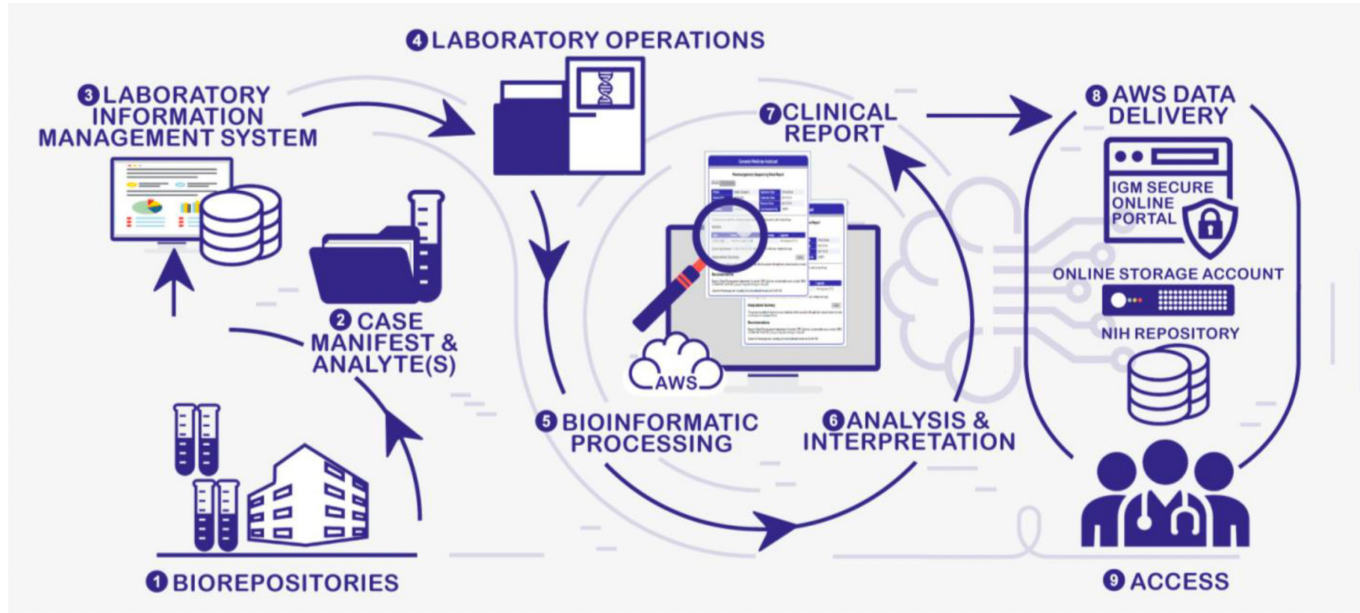 1 BIOREPOSITORIES
2 CASE
MANIFEST &
ANALYTE(S)
3 LABORATORY
INFORMATION
MANAGEMENT SYSTEM
4 LABORATORY OPERATIONS
5 BIOINFORMATIC
PROCESSING
AWS
6 ANALYSIS &
INTERPRETATION
7 CLINICAL
REPORT
8 AWS DATA
DELIVERY
IGM SECURE
ONLINE
PORTAL
ONLINE STORAGE ACCOUNT
NIH REPOSITORY
9 ACCESS